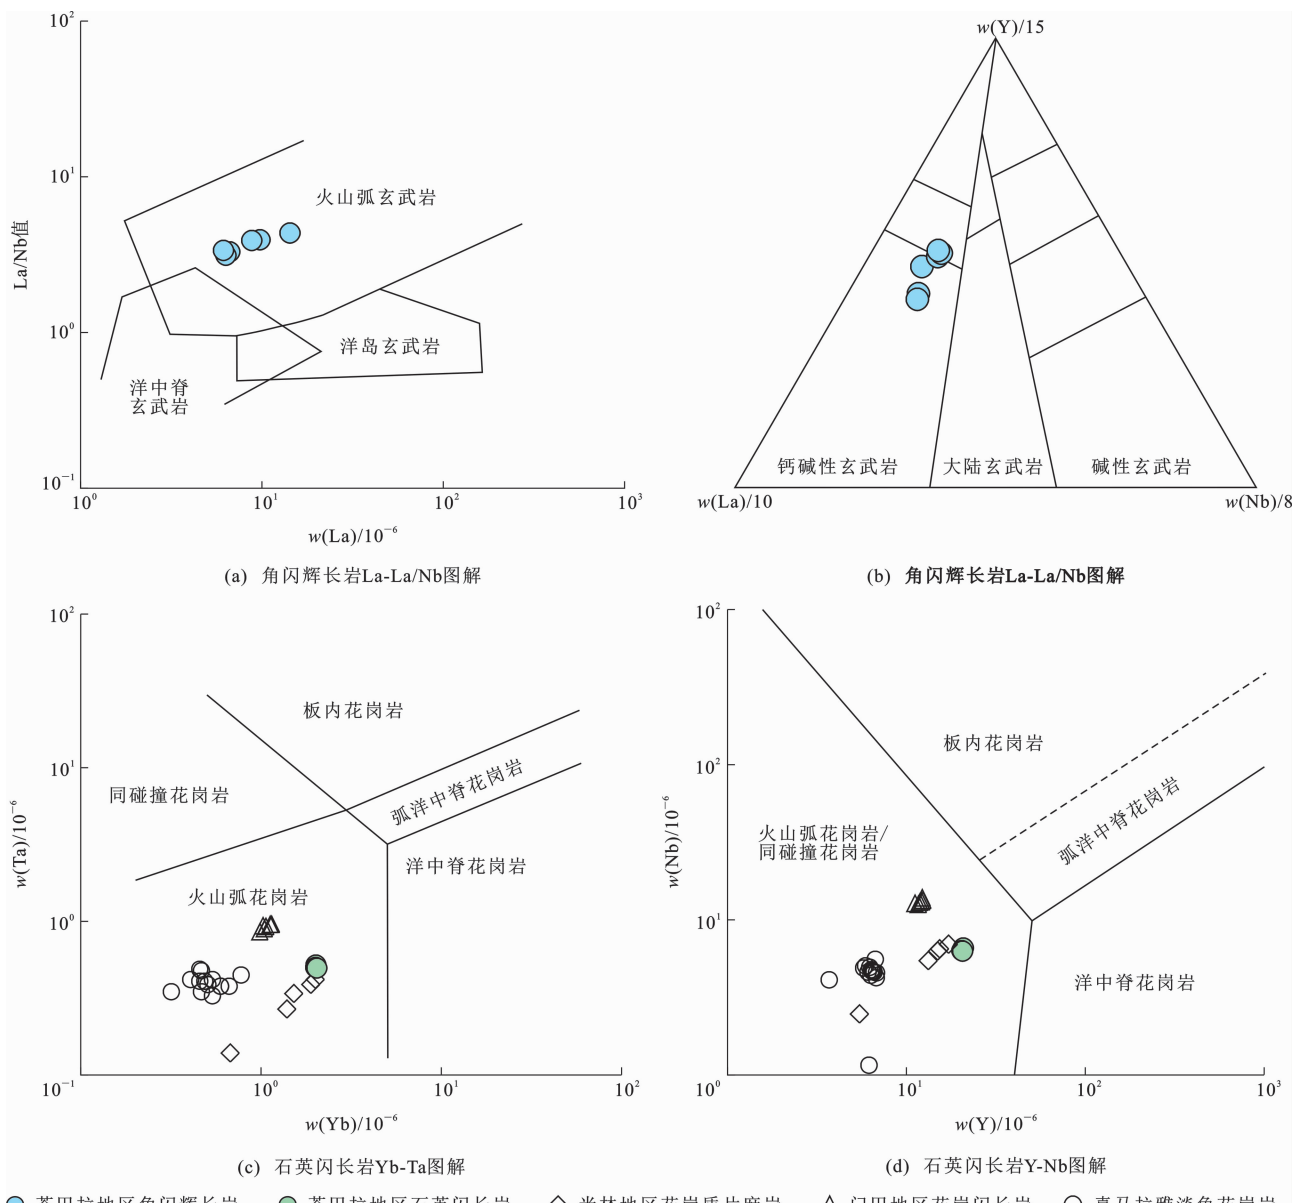 10²
10¹
10⁰
10⁻¹
La/Nb值
火山弧玄武岩
洋岛玄武岩
洋中脊
玄武岩
10⁰
10¹
10²
10³
w(La)/10⁻⁶
(a) 角闪辉长岩La-La/Nb图解
w(Y)/15
钙碱性玄武岩
大陆玄武岩
碱性玄武岩
w(La)/10
w(Nb)/8
(b) 角闪辉长岩La-La/Nb图解
10²
10¹
10⁰
10⁻¹
w(Ta)/10⁻⁶
板内花岗岩
同碰撞花岗岩
弧洋中脊花岗岩
洋中脊花岗岩
火山弧花岗岩
10⁰
10¹
10²
w(Yb)/10⁻⁶
(c) 石英闪长岩Yb-Ta图解
10²
10²
10¹
10⁰
w(Nb)/10⁻⁶
板内花岗岩
火山弧花岗岩/
同碰撞花岗岩
弧洋中脊花岗岩
洋中脊花岗岩
10¹
10²
10³
w(Y)/10⁻⁶
(d) 石英闪长岩Y-Nb图解